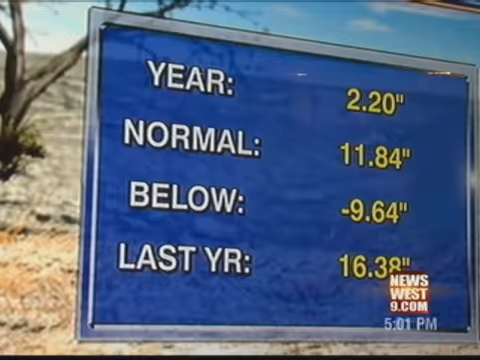 YEAR: 2.20"
NORMAL: 11.84"
BELOW: -9.64"
LAST YR: 16.38"
NEWS
WEST
9.COM
5:01 PM